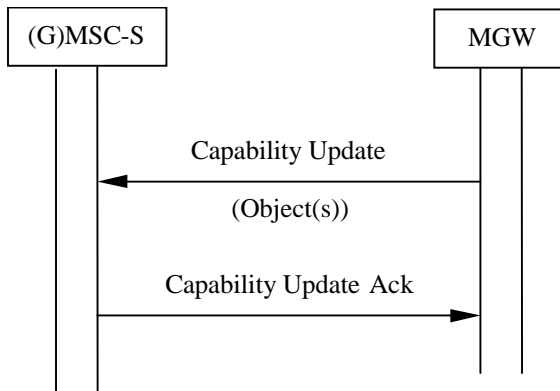 (G)MSC-S
MGW
Capability Update
(Object(s))
Capability Update Ack